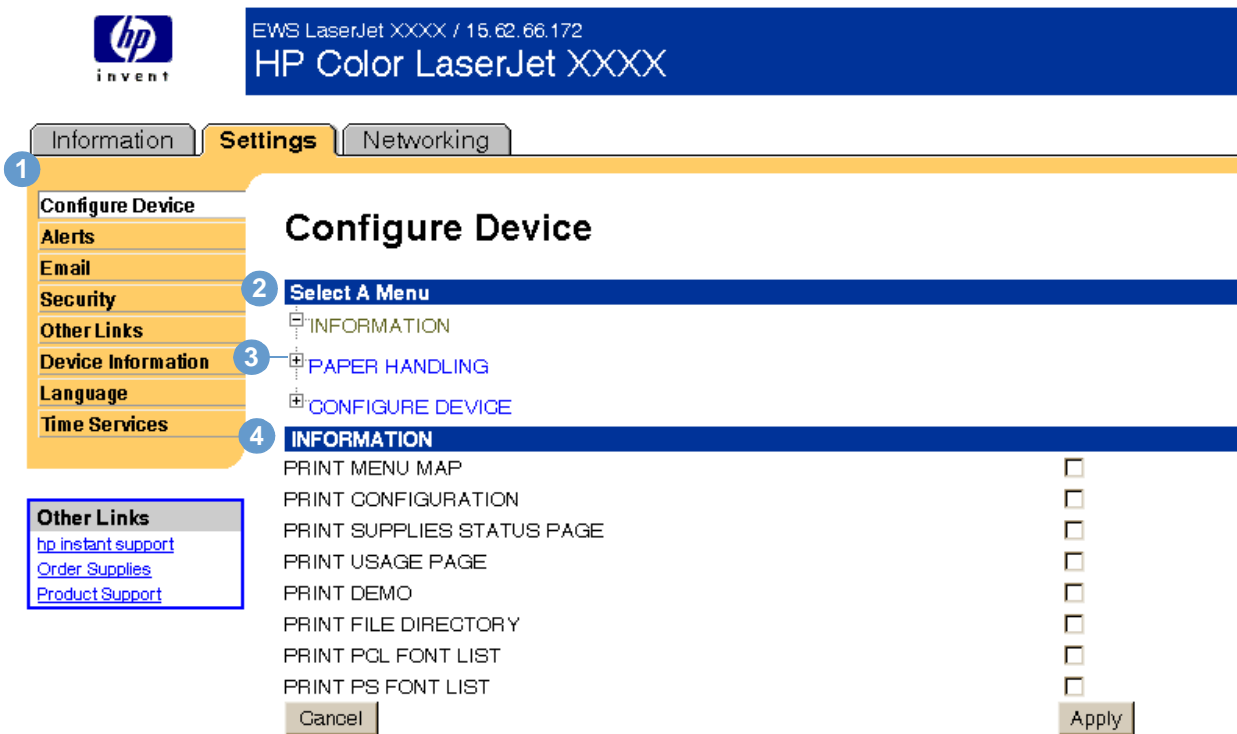 hp
invent
EWS LaserJet XXXX / 15.62.66.172
HP Color LaserJet XXXX
Information
Settings
Networking
1
Configure Device
Alerts
Email
Security
Other Links
Device Information
Language
Time Services
Other Links
hp instant support
Order Supplies
Product Support
Configure Device
2
Select A Menu
INFORMATION
3
PAPER HANDLING
CONFIGURE DEVICE
4
INFORMATION
PRINT MENU MAP
PRINT CONFIGURATION
PRINT SUPPLIES STATUS PAGE
PRINT USAGE PAGE
PRINT DEMO
PRINT FILE DIRECTORY
PRINT PCL FONT LIST
PRINT PS FONT LIST
Cancel
Apply